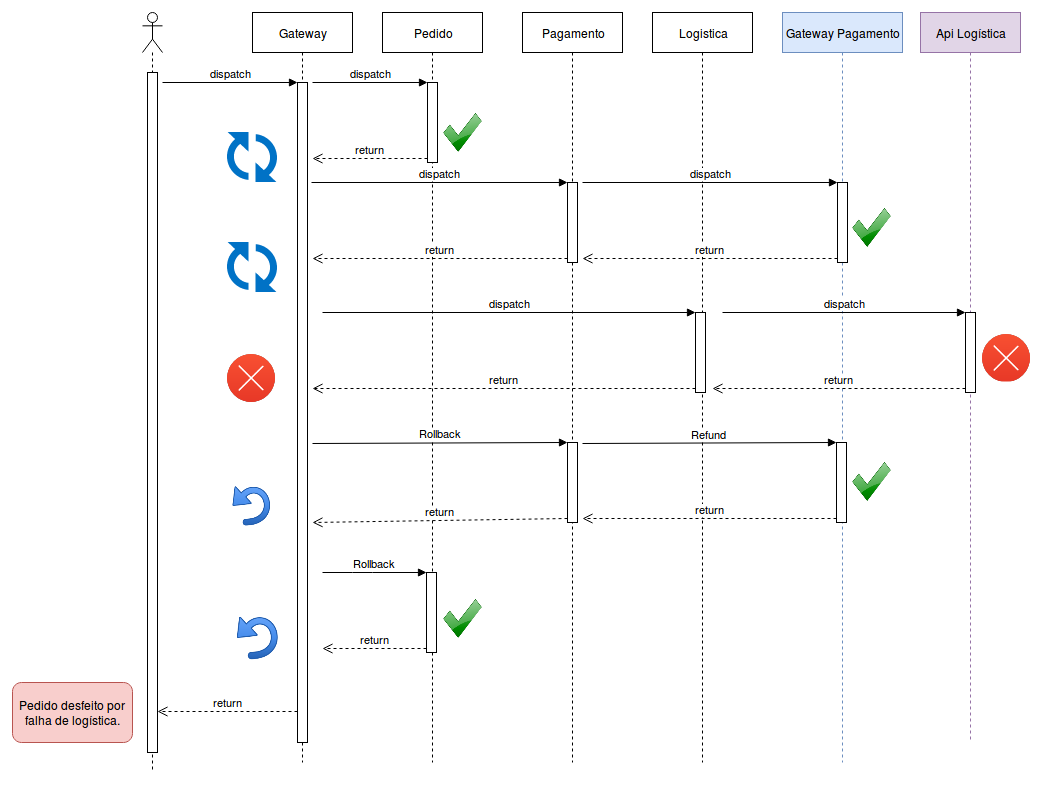 Gateway
Pedido
Pagamento
Logistica
Gateway Pagamento
Api Logística
dispatch
dispatch
return
dispatch
dispatch
return
return
dispatch
dispatch
return
return
Rollback
Refund
return
return
Rollback
return
return
Pedido desfeito por
falha de logística.